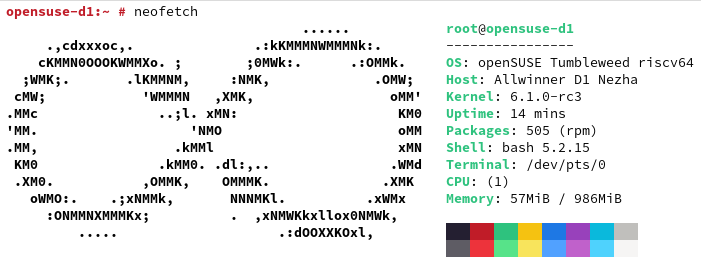 opensuse-d1:~ # neofetch
......
.,cdxxxoc,. .:kKMMMNWMMMNk:.
cKMMN0OOOKWMMXo. ; ;0MWk:. .:OMMk.
;WMK;. .lKMMNM, :NMK, .OMW;
cMW; 'WMMMN ,XMK, oMM'
.MMc ..;l. xMN: KM0
'MM. 'NMO oMM
.MM, .kMMl xMN
KM0 .kMM0. .dl:,.. .WMd
.XM0. ,OMMK, OMMMK. .XMK
oWMO:. .;xNMMk, NNNMKl. .xWMx
:ONMMNXMMMKx; . ,xNMWKkxllox0NMWk,
..... .:dOOXXKOxl,
root@opensuse-d1
----------------
OS: openSUSE Tumbleweed riscv64
Host: Allwinner D1 Nezha
Kernel: 6.1.0-rc3
Uptime: 14 mins
Packages: 505 (rpm)
Shell: bash 5.2.15
Terminal: /dev/pts/0
CPU: (1)
Memory: 57MiB / 986MiB